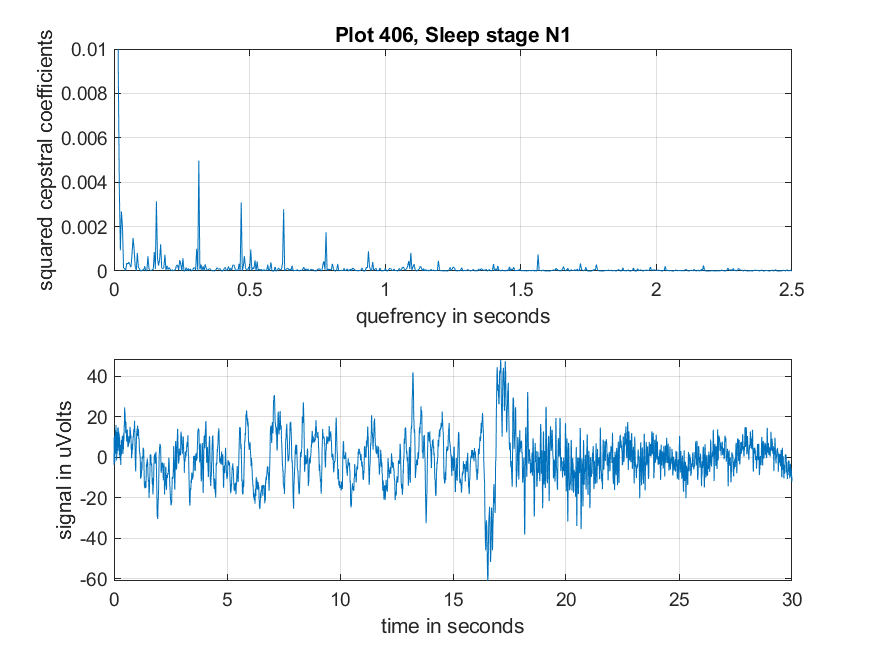 Plot 406, Sleep stage N1
squared cepstral coefficients
0.01
0.008
0.006
0.004
0.002
0
0 0.5 1 1.5 2 2.5
quefrency in seconds
signal in uVolts
40
20
0
-20
-40
-60
0 5 10 15 20 25 30
time in seconds